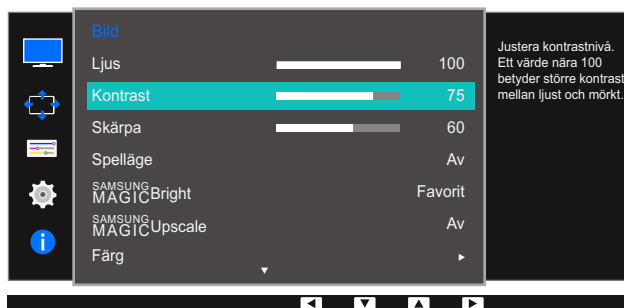 Bild
Ljus 100
Kontrast 75
Skärpa 60
Spelläge Av
SAMSUNG MAGIC Bright Favorit
SAMSUNG MAGIC Upscale Av
Färg
Justera kontrastnivå.
Ett värde nära 100
betyder större kontrast
mellan ljust och mörkt.